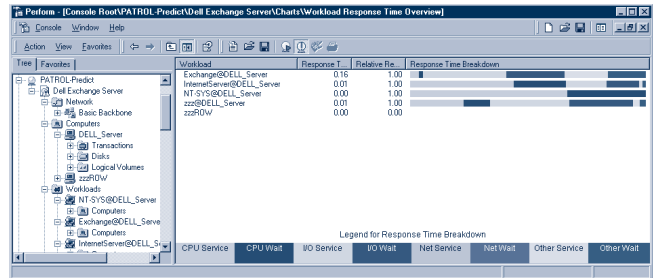 Perform - [Console Root\PATROL-Predict\Dell Exchange Server\Charts\Workload Response Time Overview]
Console Window Help
Action View Favorites
Tree Favorites
Workload Response T... Relative Re... Response Time Breakdown
PATROL-Predict
Dell Exchange Server
Network
Basic Backbone
Computers
DELL_Server
Transactions
Disks
Logical Volumes
zzzROW
Workloads
NT-SYS@DELL_Server
Computers
Exchange@DELL_Serve
Computers
InternetServer@DELL_S
Exchange@DELL_Server 0.16 1.00
InternetServer@DELL_Server 0.01 1.00
NT-SYS@DELL_Server 0.00 1.00
zzz@DELL_Server 0.01 1.00
zzzROW 0.00 0.00
Legend for Response Time Breakdown
CPU Service CPU Wait I/O Service I/O Wait Net Service Net Wait Other Service Other Wait